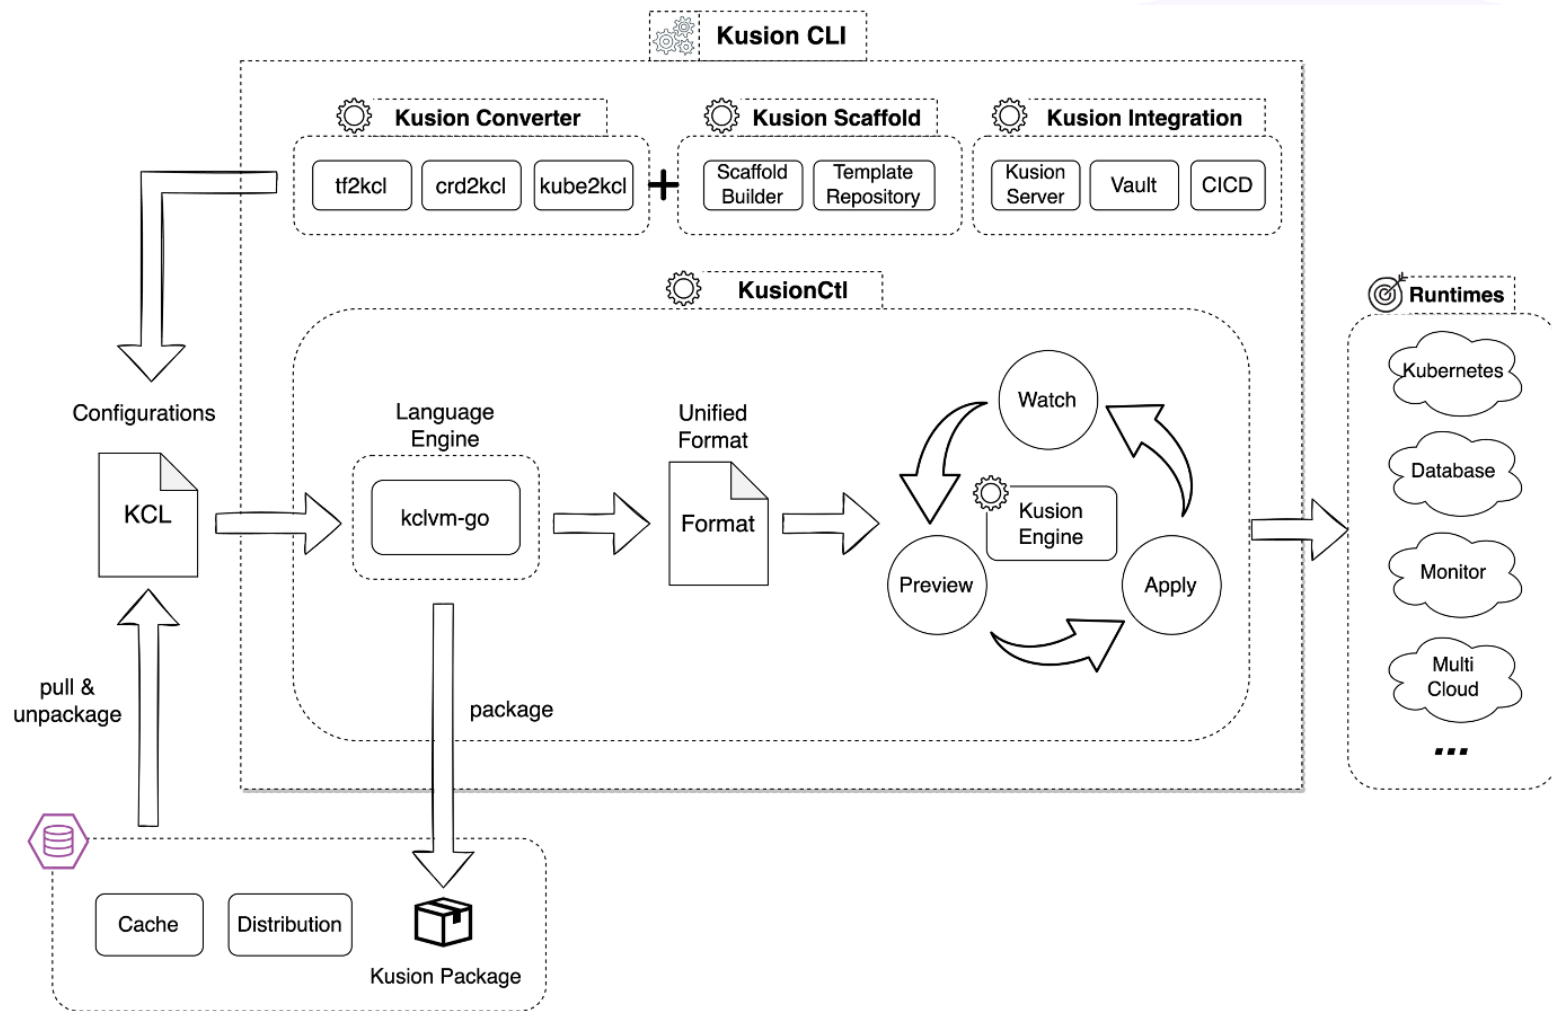 Kusion CLI
Kusion Converter
Kusion Scaffold
Kusion Integration
tf2kcl
crd2kcl
kube2kcl
+
Scaffold
Builder
Template
Repository
Kusion
Server
Vault
CICD
KusionCtl
Runtimes
Configurations
KCL
Language
Engine
kclvm-go
Unified
Format
Format
Watch
Kusion
Engine
Preview
Apply
Kubernetes
Database
Monitor
Multi
Cloud
...
pull &
unpackage
package
Cache
Distribution
Kusion Package